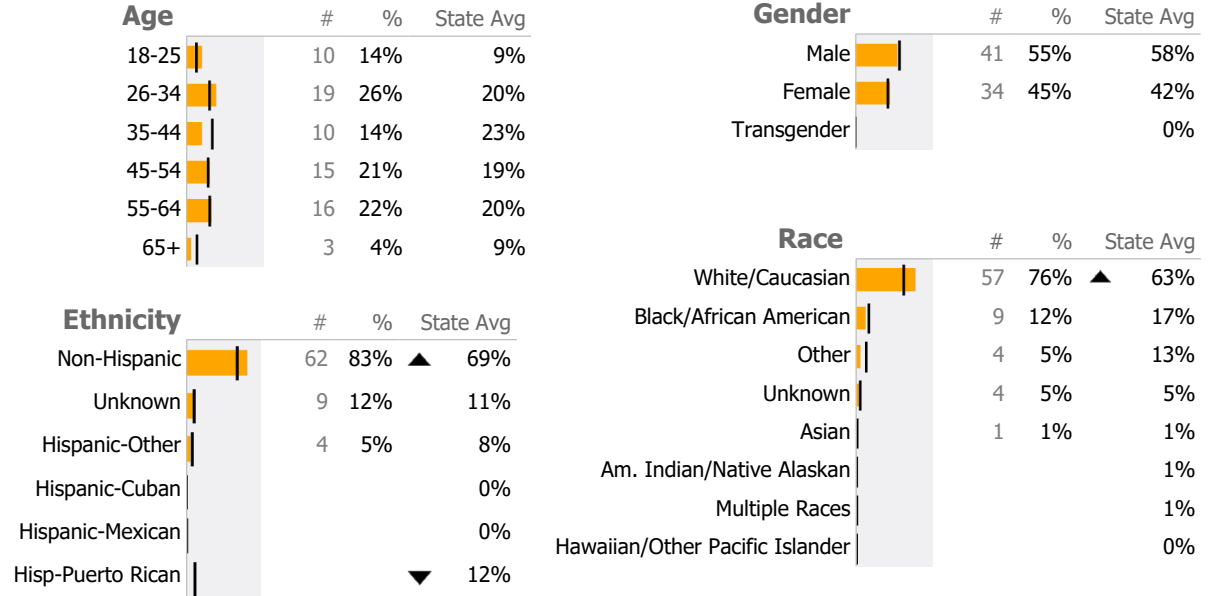 Age # % State Avg
18-25 10 14% 9%
26-34 19 26% 20%
35-44 10 14% 23%
45-54 15 21% 19%
55-64 16 22% 20%
65+ 3 4% 9%
Ethnicity # % State Avg
Non-Hispanic 62 83% ▲ 69%
Unknown 9 12% 11%
Hispanic-Other 4 5% 8%
Hispanic-Cuban 0%
Hispanic-Mexican 0%
Hisp-Puerto Rican ▼ 12%
Gender # % State Avg
Male 41 55% 58%
Female 34 45% 42%
Transgender 0%
Race # % State Avg
White/Caucasian 57 76% ▲ 63%
Black/African American 9 12% 17%
Other 4 5% 13%
Unknown 4 5% 5%
Asian 1 1% 1%
Am. Indian/Native Alaskan 1%
Multiple Races 1%
Hawaiian/Other Pacific Islander 0%